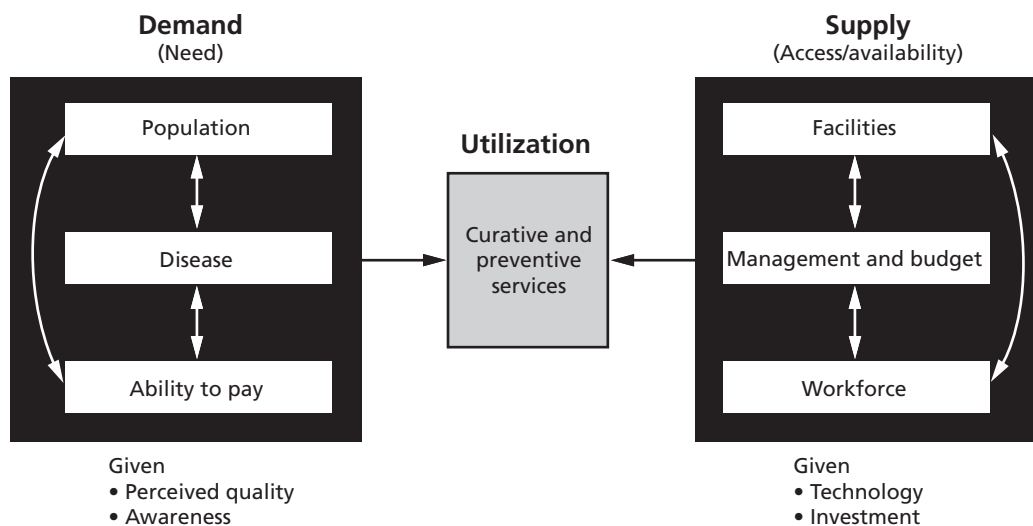 Demand
(Need)
Population
Disease
Ability to pay
Given
• Perceived quality
• Awareness
Utilization
Curative and
preventive
services
Supply
(Access/availability)
Facilities
Management and budget
Workforce
Given
• Technology
• Investment